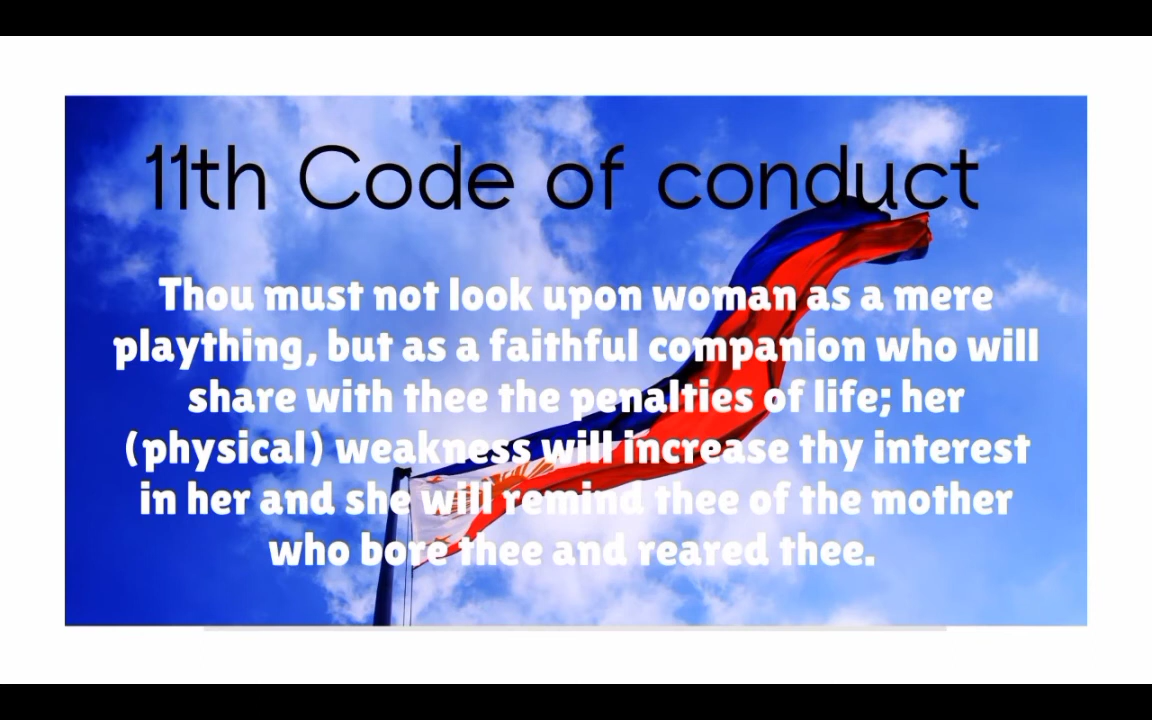 11th Code of conduct
Thou must not look upon woman as a mere
plaything, but as a faithful companion who will
share with thee the penalties of life; her
(physical) weakness will increase thy interest
in her and she will remind thee of the mother
who bore thee and reared thee.